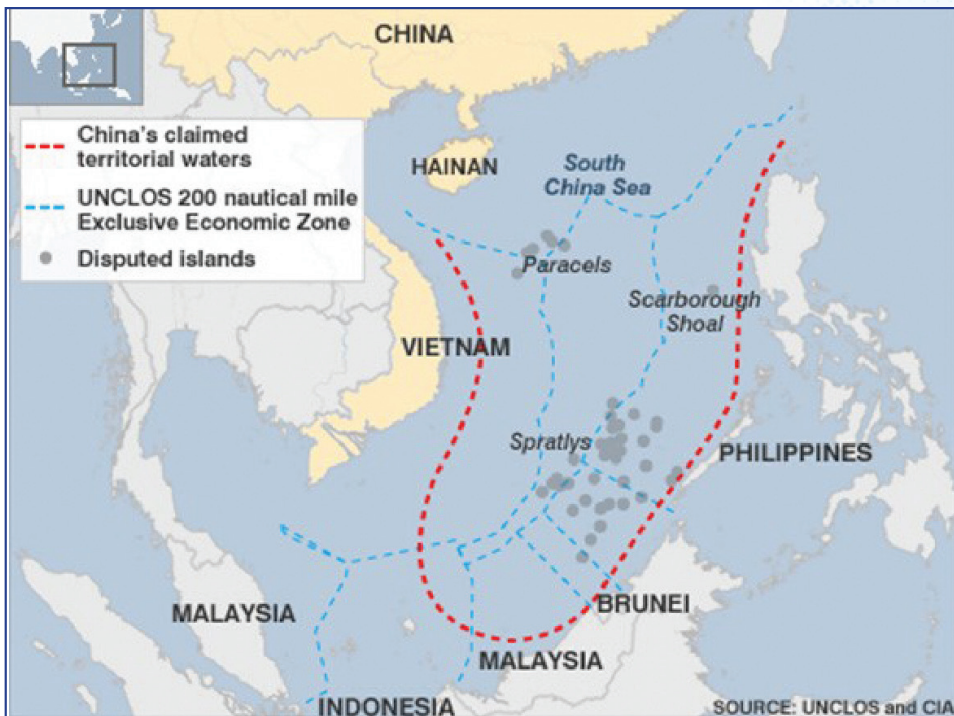 CHINA
China's claimed
territorial waters
UNCLOS 200 nautical mile
Exclusive Economic Zone
Disputed islands
HAINAN
South
China Sea
Paracels
Scarborough
Shoal
VIETNAM
Spratlys
PHILIPPINES
MALAYSIA
BRUNEI
MALAYSIA
INDONESIA
SOURCE: UNCLOS and CIA